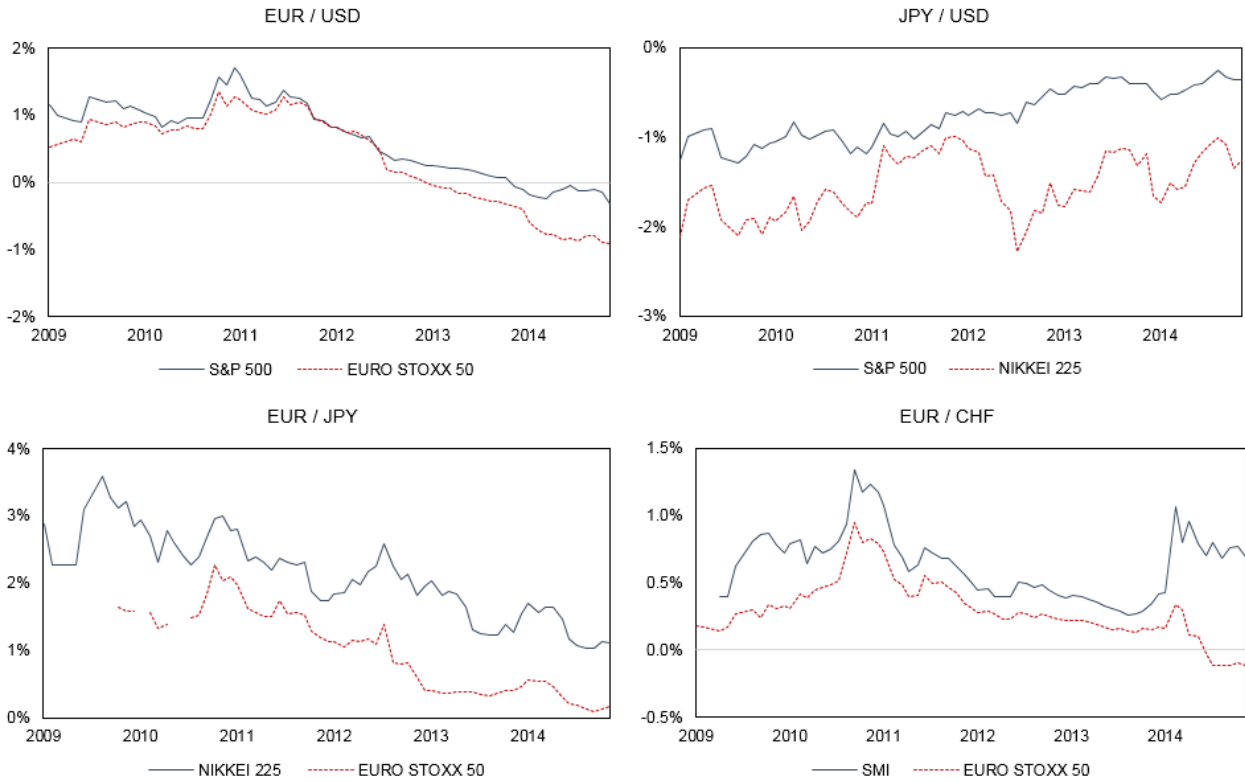 EUR / USD
2%
1%
0%
-1%
-2%
2009 2010 2011 2012 2013 2014
S&P 500 EURO STOXX 50
JPY / USD
0%
-1%
-2%
-3%
2009 2010 2011 2012 2013 2014
S&P 500 NIKKEI 225
EUR / JPY
4%
3%
2%
1%
0%
2009 2010 2011 2012 2013 2014
NIKKEI 225 EURO STOXX 50
EUR / CHF
1.5%
1.0%
0.5%
0.0%
-0.5%
2009 2010 2011 2012 2013 2014
SMI EURO STOXX 50